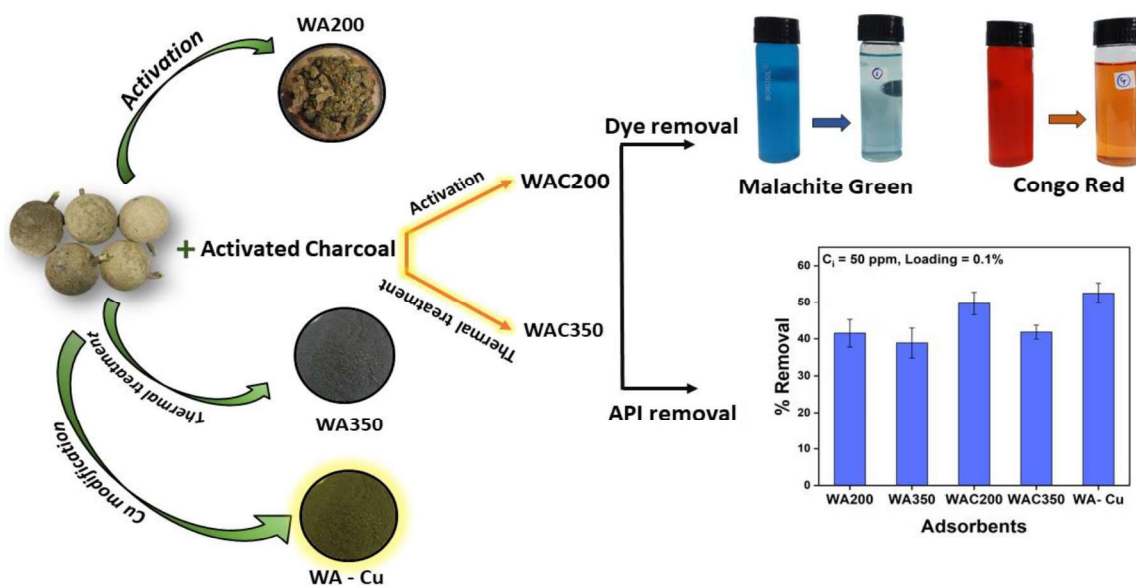 WA200
Activation
+ Activated Charcoal
Activation
WAC200
Thermal treatment
WAC350
Thermal treatment
WA350
Cu modification
WA - Cu
Dye removal
BOROSIL
Malachite Green
Congo Red
API removal
Cᵢ = 50 ppm, Loading = 0.1%
% Removal
60
50
40
30
20
10
0
WA200 WA350 WAC200 WAC350 WA- Cu
Adsorbents